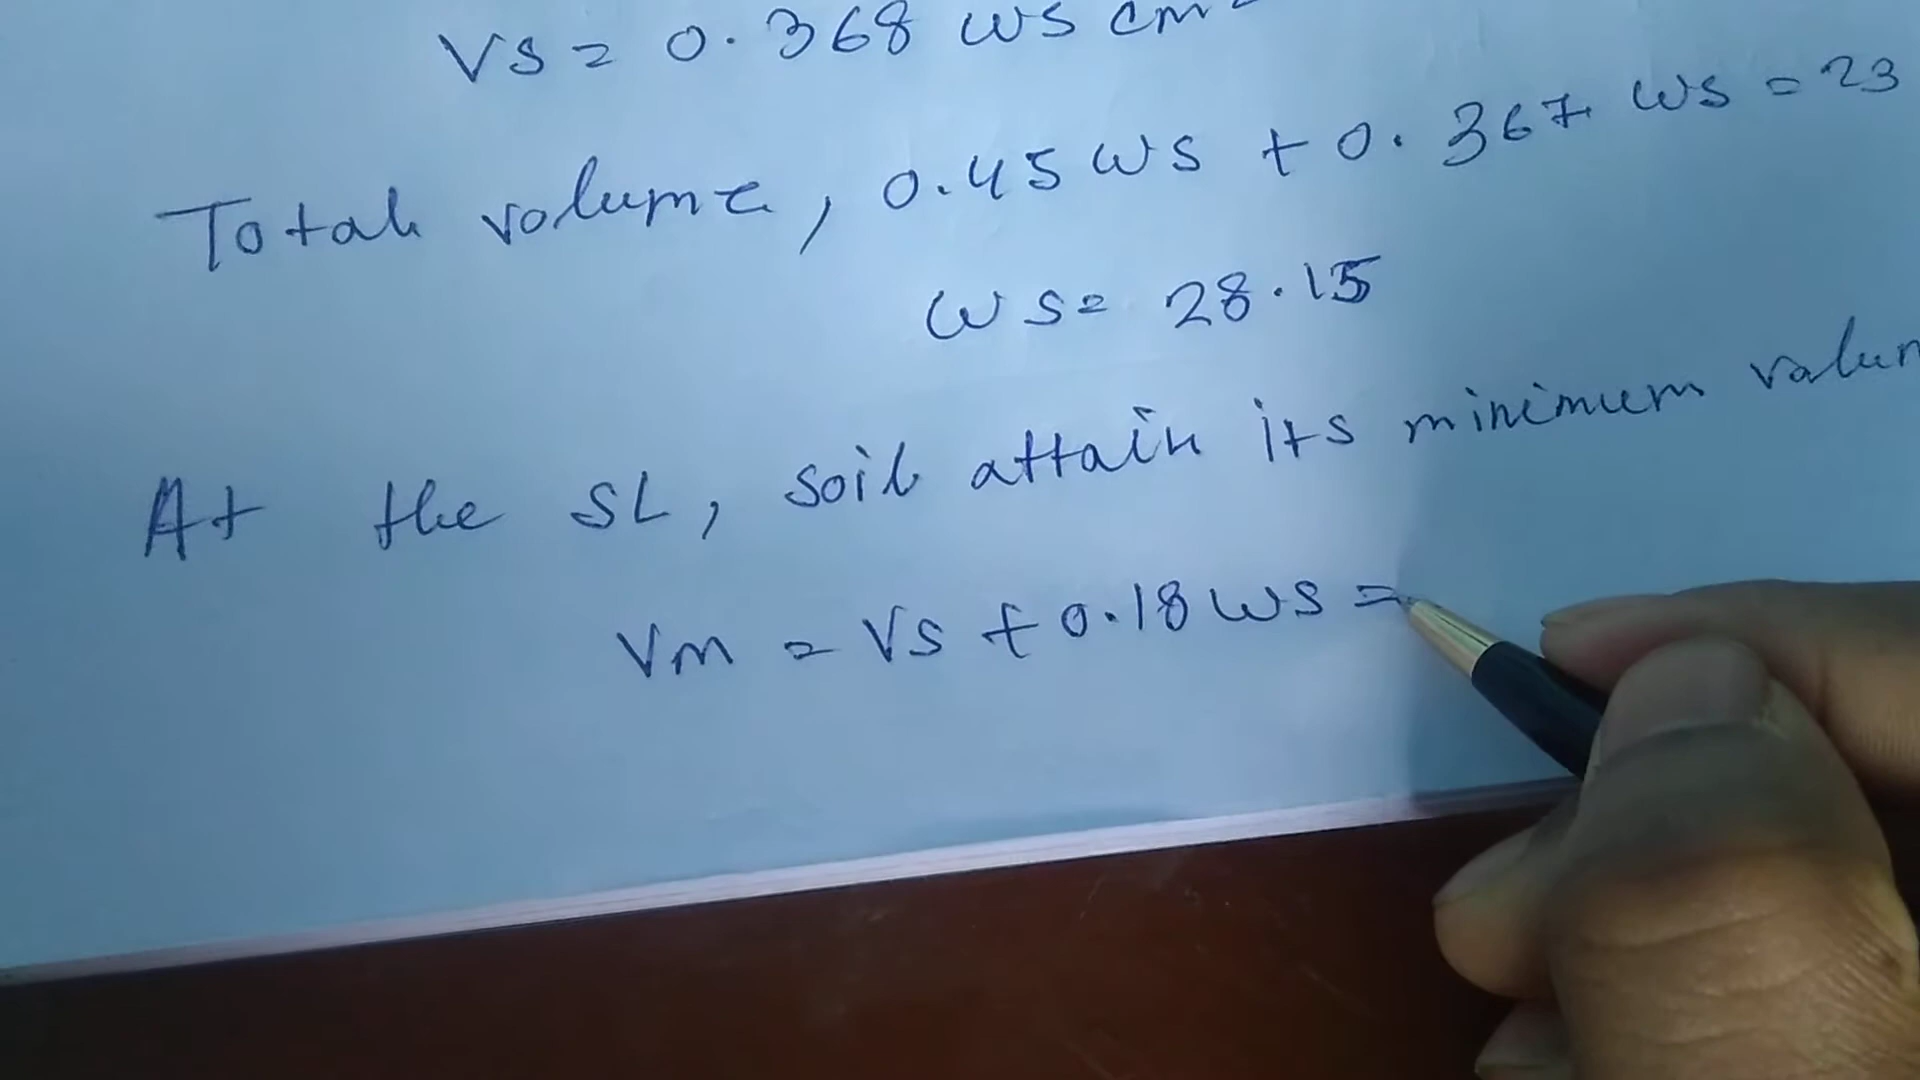 Vs = 0.368 ws cm
Total volume, 0.45 ws + 0.367 ws = 23
ws = 28.15
At the SL, soil attain its minimum
Vm = Vs + 0.18 ws =